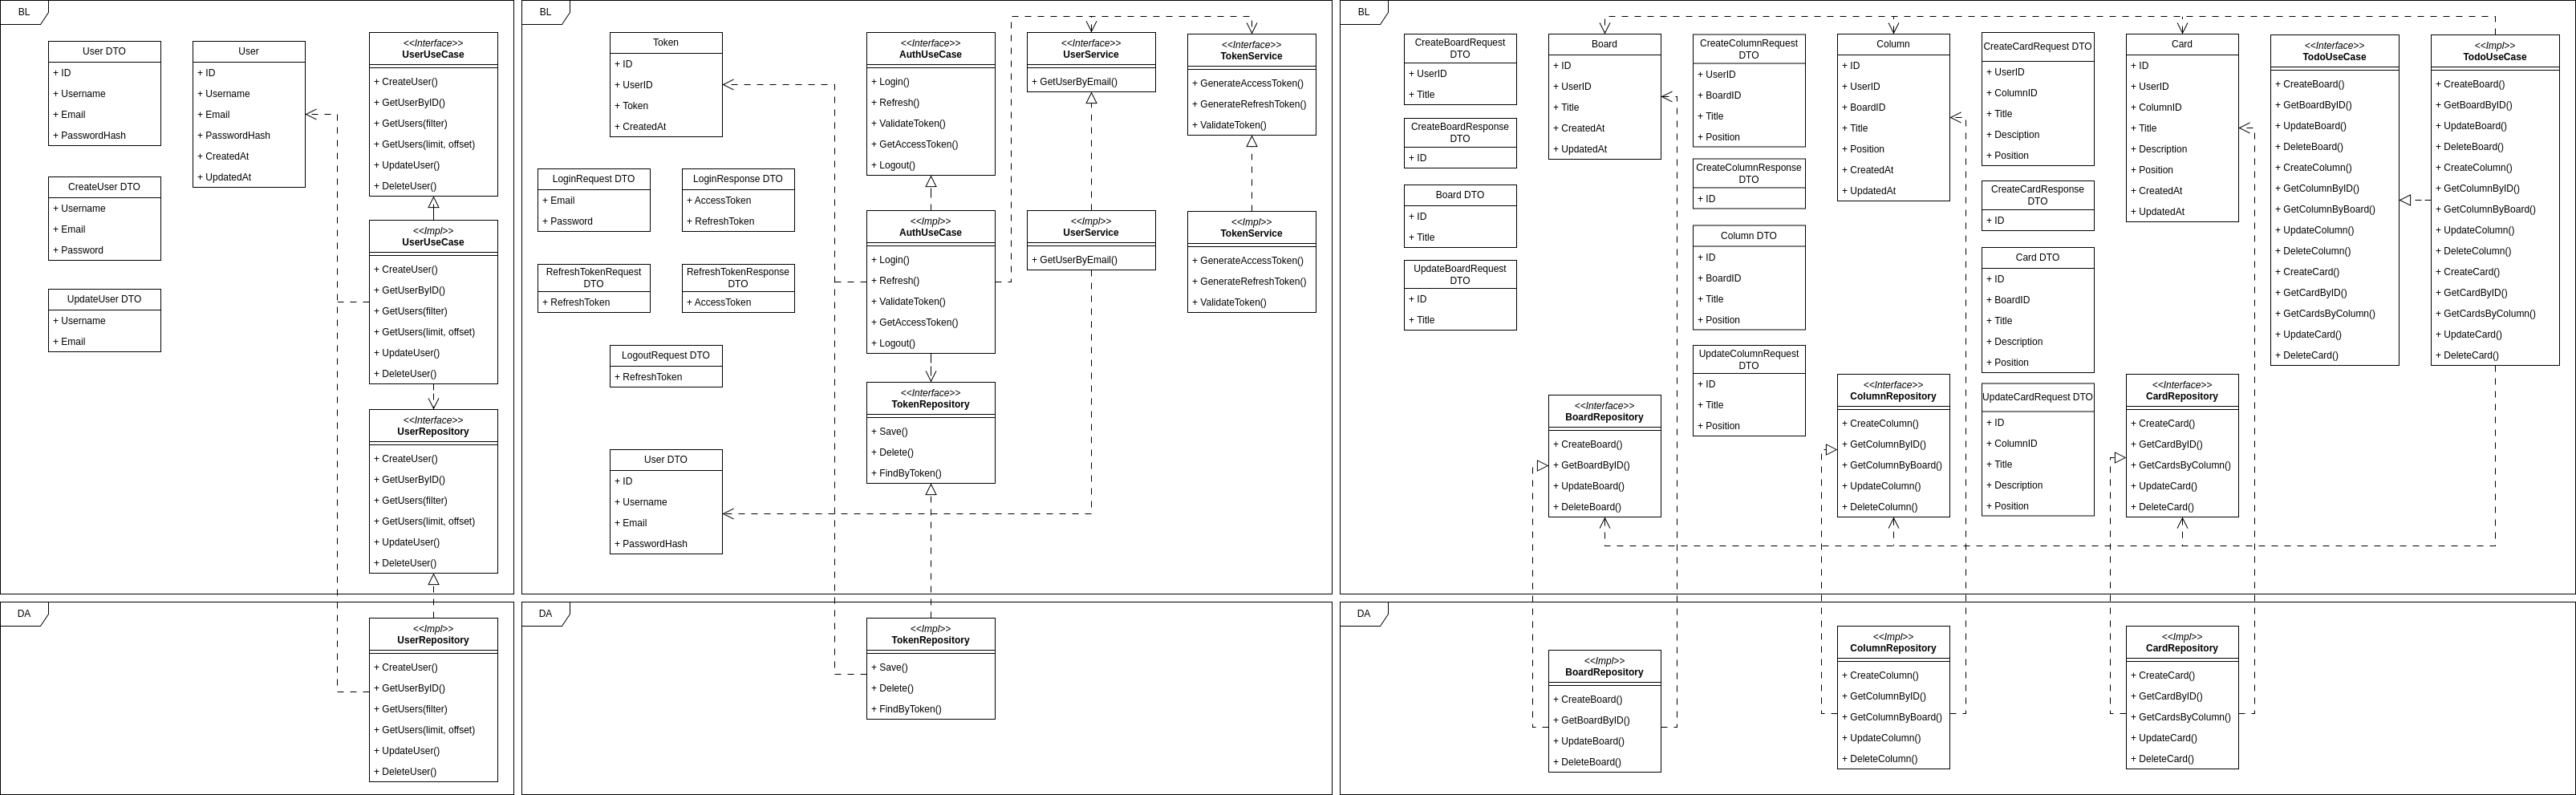 BL
User DTO
+ ID
+ Username
+ Email
+ PasswordHash
CreateUser DTO
+ Username
+ Email
+ Password
UpdateUser DTO
+ Username
+ Email
User
+ ID
+ Username
+ Email
+ PasswordHash
+ CreatedAt
+ UpdatedAt
<<Interface>>
UserUseCase
+ CreateUser()
+ GetUserByID()
+ GetUsers(filter)
+ GetUsers(limit, offset)
+ UpdateUser()
+ DeleteUser()
<<Impl>>
UserUseCase
+ CreateUser()
+ GetUserByID()
+ GetUsers(filter)
+ GetUsers(limit, offset)
+ UpdateUser()
+ DeleteUser()
<<Interface>>
UserRepository
+ CreateUser()
+ GetUserByID()
+ GetUsers(filter)
+ GetUsers(limit, offset)
+ UpdateUser()
+ DeleteUser()
DA
<<Impl>>
UserRepository
+ CreateUser()
+ GetUserByID()
+ GetUsers(filter)
+ GetUsers(limit, offset)
+ UpdateUser()
+ DeleteUser()
BL
Token
+ ID
+ UserID
+ Token
+ CreatedAt
LoginRequest DTO
+ Email
+ Password
LoginResponse DTO
+ AccessToken
+ RefreshToken
RefreshTokenRequest
DTO
+ RefreshToken
RefreshTokenResponse
DTO
+ AccessToken
LogoutRequest DTO
+ RefreshToken
User DTO
+ ID
+ Username
+ Email
+ PasswordHash
<<Interface>>
AuthUseCase
+ Login()
+ Refresh()
+ ValidateToken()
+ GetAccessToken()
+ Logout()
<<Impl>>
AuthUseCase
+ Login()
+ Refresh()
+ ValidateToken()
+ GetAccessToken()
+ Logout()
<<Interface>>
TokenRepository
+ Save()
+ Delete()
+ FindByToken()
<<Interface>>
UserService
+ GetUserByEmail()
<<Impl>>
UserService
+ GetUserByEmail()
<<Interface>>
TokenService
+ GenerateAccessToken()
+ GenerateRefreshToken()
+ ValidateToken()
<<Impl>>
TokenService
+ GenerateAccessToken()
+ GenerateRefreshToken()
+ ValidateToken()
DA
<<Impl>>
TokenRepository
+ Save()
+ Delete()
+ FindByToken()
BL
CreateBoardRequest
DTO
+ UserID
+ Title
CreateBoardResponse
DTO
+ ID
Board DTO
+ ID
+ Title
UpdateBoardRequest
DTO
+ ID
+ Title
Board
+ ID
+ UserID
+ Title
+ CreatedAt
+ UpdatedAt
<<Interface>>
BoardRepository
+ CreateBoard()
+ GetBoardByID()
+ UpdateBoard()
+ DeleteBoard()
CreateColumnRequest
DTO
+ UserID
+ BoardID
+ Title
+ Position
CreateColumnResponse
DTO
+ ID
Column DTO
+ ID
+ BoardID
+ Title
+ Position
UpdateColumnRequest
DTO
+ ID
+ Title
+ Position
Column
+ ID
+ UserID
+ BoardID
+ Title
+ Position
+ CreatedAt
+ UpdatedAt
<<Interface>>
ColumnRepository
+ CreateColumn()
+ GetColumnByID()
+ GetColumnByBoard()
+ UpdateColumn()
+ DeleteColumn()
CreateCardRequest DTO
+ UserID
+ ColumnID
+ Title
+ Desciption
+ Position
CreateCardResponse
DTO
+ ID
Card DTO
+ ID
+ BoardID
+ Title
+ Description
+ Position
UpdateCardRequest DTO
+ ID
+ ColumnID
+ Title
+ Description
+ Position
Card
+ ID
+ UserID
+ ColumnID
+ Title
+ Description
+ Position
+ CreatedAt
+ UpdatedAt
<<Interface>>
CardRepository
+ CreateCard()
+ GetCardByID()
+ GetCardsByColumn()
+ UpdateCard()
+ DeleteCard()
<<Interface>>
TodoUseCase
+ CreateBoard()
+ GetBoardByID()
+ UpdateBoard()
+ DeleteBoard()
+ CreateColumn()
+ GetColumnByID()
+ GetColumnByBoard()
+ UpdateColumn()
+ DeleteColumn()
+ CreateCard()
+ GetCardByID()
+ GetCardsByColumn()
+ UpdateCard()
+ DeleteCard()
<<Impl>>
TodoUseCase
+ CreateBoard()
+ GetBoardByID()
+ UpdateBoard()
+ DeleteBoard()
+ CreateColumn()
+ GetColumnByID()
+ GetColumnByBoard()
+ UpdateColumn()
+ DeleteColumn()
+ CreateCard()
+ GetCardByID()
+ GetCardsByColumn()
+ UpdateCard()
+ DeleteCard()
DA
<<Impl>>
BoardRepository
+ CreateBoard()
+ GetBoardByID()
+ UpdateBoard()
+ DeleteBoard()
<<Impl>>
ColumnRepository
+ CreateColumn()
+ GetColumnByID()
+ GetColumnByBoard()
+ UpdateColumn()
+ DeleteColumn()
<<Impl>>
CardRepository
+ CreateCard()
+ GetCardByID()
+ GetCardsByColumn()
+ UpdateCard()
+ DeleteCard()